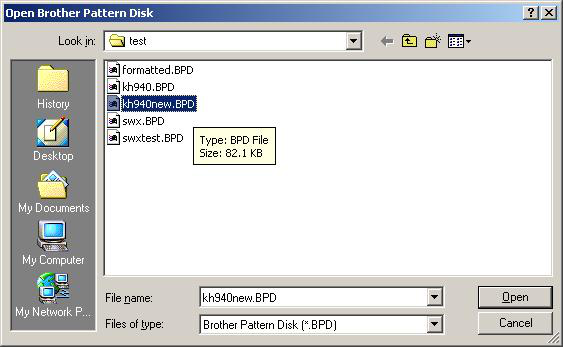 Open Brother Pattern Disk
Look in: test
History
Desktop
My Documents
My Computer
My Network P...
formatted.BPD
kh940.BPD
kh940new.BPD
swx.BPD
swxtest.BPD
Type: BPD File
Size: 82.1 KB
File name: kh940new.BPD Open
Files of type: Brother Pattern Disk (*.BPD) Cancel